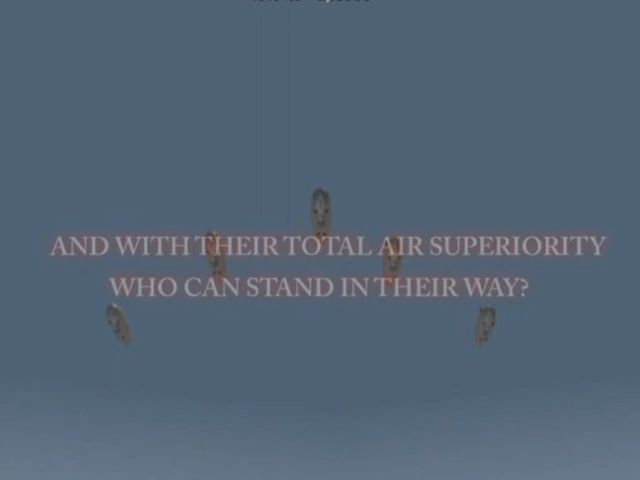 AND WITH THEIR TOTAL AIR SUPERIORITY
WHO CAN STAND IN THEIR WAY?